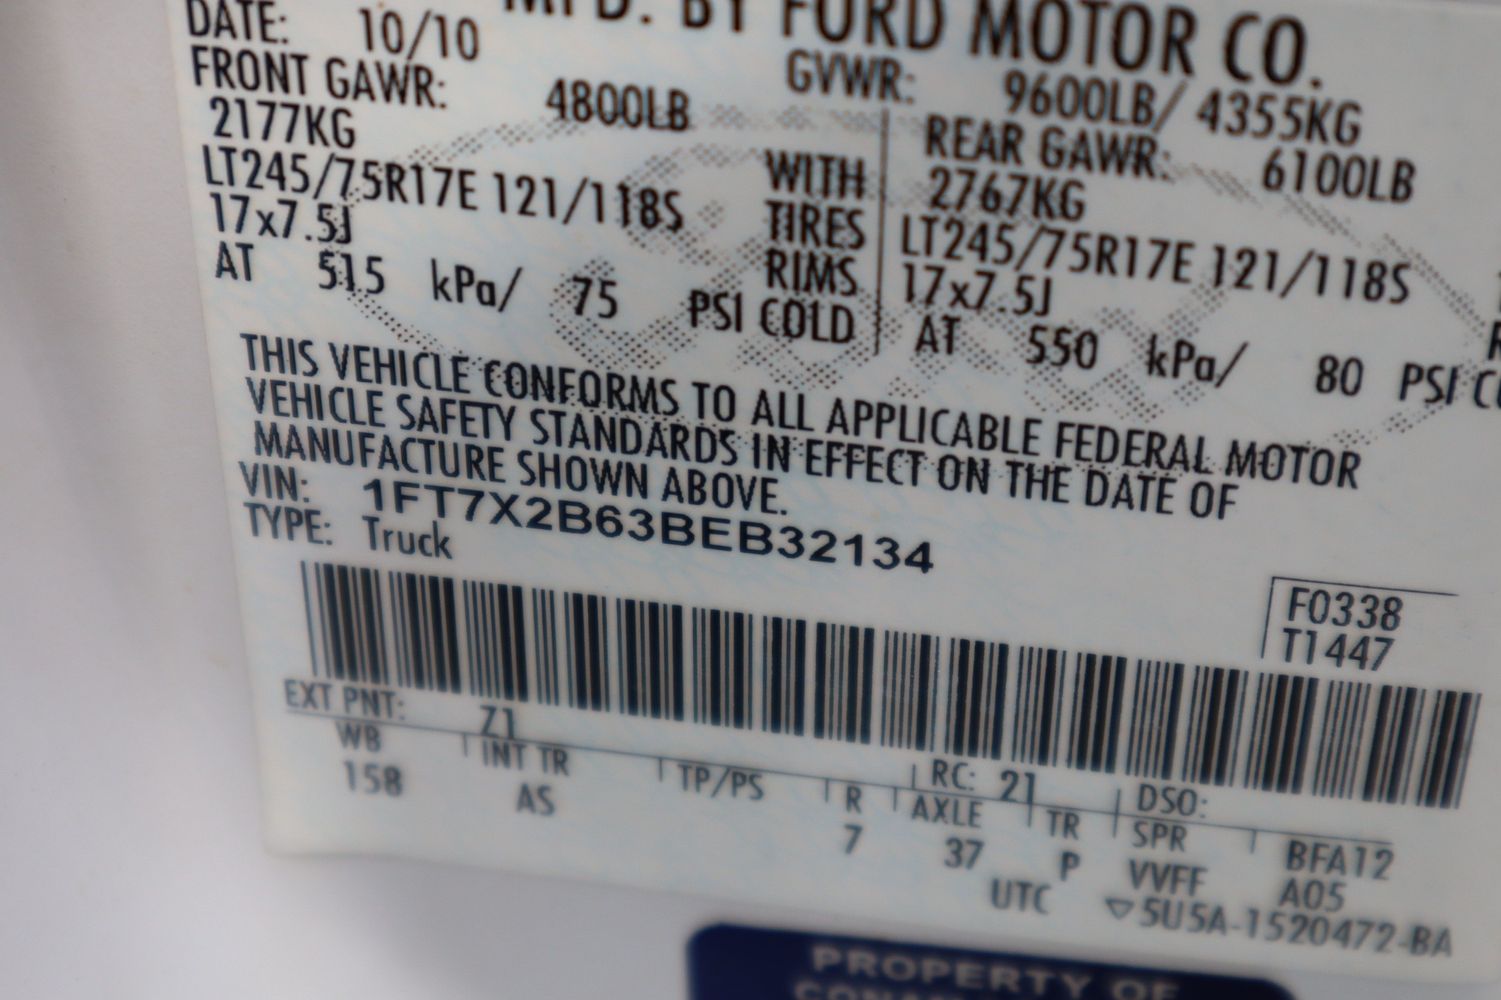 MFD. BY FORD MOTOR CO.
DATE: 10/10 GVWR: 9600LB/ 4355KG
FRONT GAWR: 4800LB REAR GAWR: 6100LB
2177KG WITH 2767KG
LT245/75R17E 121/118S TIRES LT245/75R17E 121/118S
17x7.5J RIMS 17x7.5J
AT 515 kPa/ 75 PSI COLD AT 550 kPa/ 80 PSI
THIS VEHICLE CONFORMS TO ALL APPLICABLE FEDERAL MOTOR
VEHICLE SAFETY STANDARDS IN EFFECT ON THE DATE OF
MANUFACTURE SHOWN ABOVE.
VIN: 1FT7X2B63BEB32134
TYPE: Truck
F0338
T1447
EXT PNT: Z1 RC: 21 DSO:
WB INT TR TP/PS R AXLE TR SPR BFA12
158 AS 7 37 P VVFF A05
UTC ▽5U5A-1520472-BA
PROPERTY OF